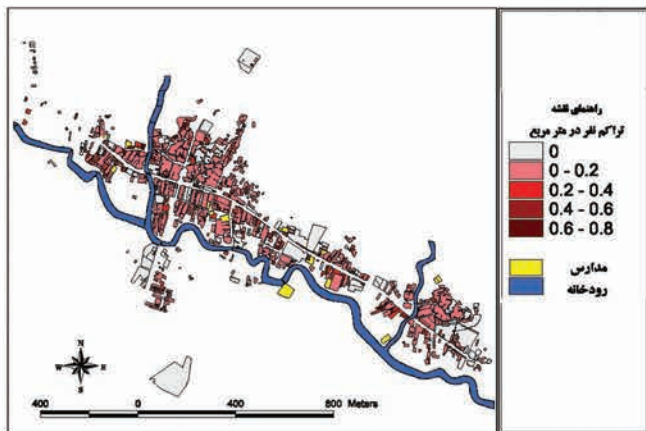 راهنمای نقشه
تراکم نفر در متر مربع
0
0 - 0.2
0.2 - 0.4
0.4 - 0.6
0.6 - 0.8
مدارس
رودخانه
N
W E
S
400 0 400 800 Meters